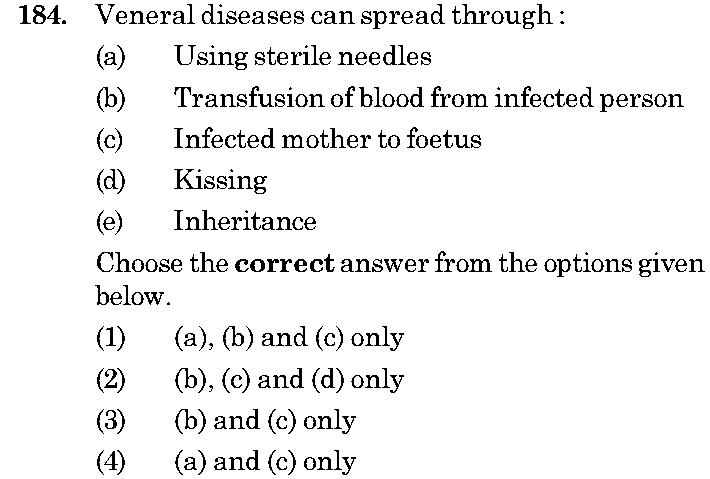 184. Veneral diseases can spread through :
(a) Using sterile needles
(b) Transfusion of blood from infected person
(c) Infected mother to foetus
(d) Kissing
(e) Inheritance
Choose the correct answer from the options given
below.
(1) (a), (b) and (c) only
(2) (b), (c) and (d) only
(3) (b) and (c) only
(4) (a) and (c) only